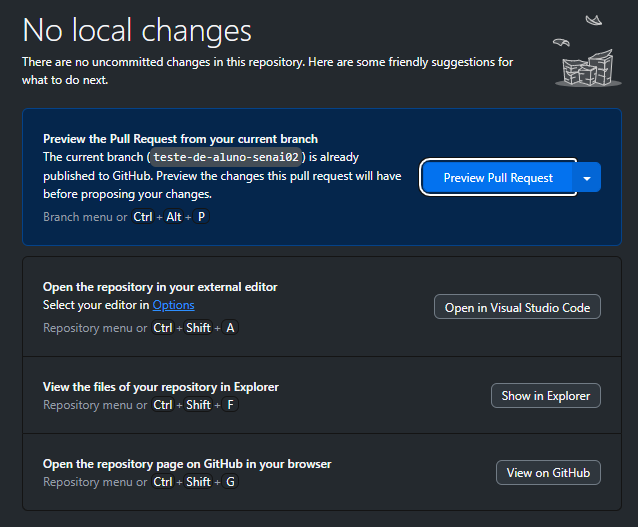 No local changes
There are no uncommitted changes in this repository. Here are some friendly suggestions for
what to do next.
Preview the Pull Request from your current branch
The current branch (teste-de-aluno-senai02) is already
published to GitHub. Preview the changes this pull request will have
before proposing your changes.
Branch menu or Ctrl + Alt + P
Preview Pull Request
Open the repository in your external editor
Select your editor in Options
Repository menu or Ctrl + Shift + A
Open in Visual Studio Code
View the files of your repository in Explorer
Repository menu or Ctrl + Shift + F
Show in Explorer
Open the repository page on GitHub in your browser
Repository menu or Ctrl + Shift + G
View on GitHub